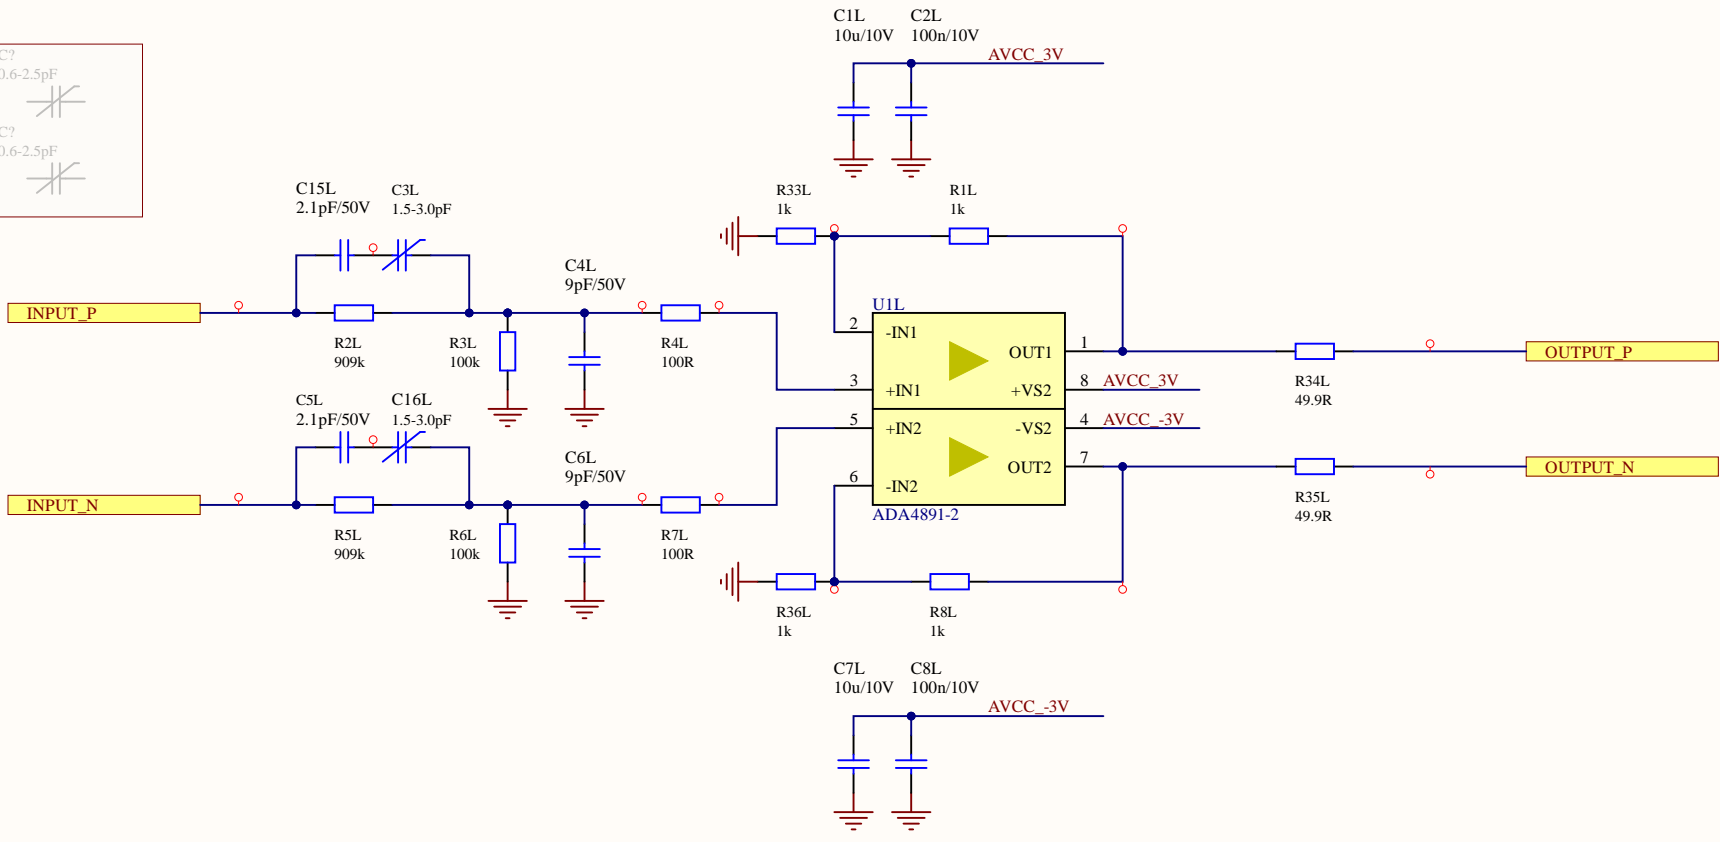 C1L
10u/10V
C2L
100n/10V
AVCC_3V
C?
0.6-2.5pF
C?
0.6-2.5pF
C15L
2.1pF/50V
C3L
1.5-3.0pF
R33L
1k
R1L
1k
C4L
9pF/50V
INPUT_P
R2L
909k
R3L
100k
R4L
100R
U1L
2
-IN1
3
+IN1
5
+IN2
6
-IN2
OUT1
1
+VS2
8
AVCC_3V
-VS2
4
AVCC_-3V
OUT2
7
ADA4891-2
R34L
49.9R
OUTPUT_P
OUTPUT_N
R35L
49.9R
C5L
2.1pF/50V
C16L
1.5-3.0pF
C6L
9pF/50V
INPUT_N
R5L
909k
R6L
100k
R7L
100R
R36L
1k
R8L
1k
C7L
10u/10V
C8L
100n/10V
AVCC_-3V